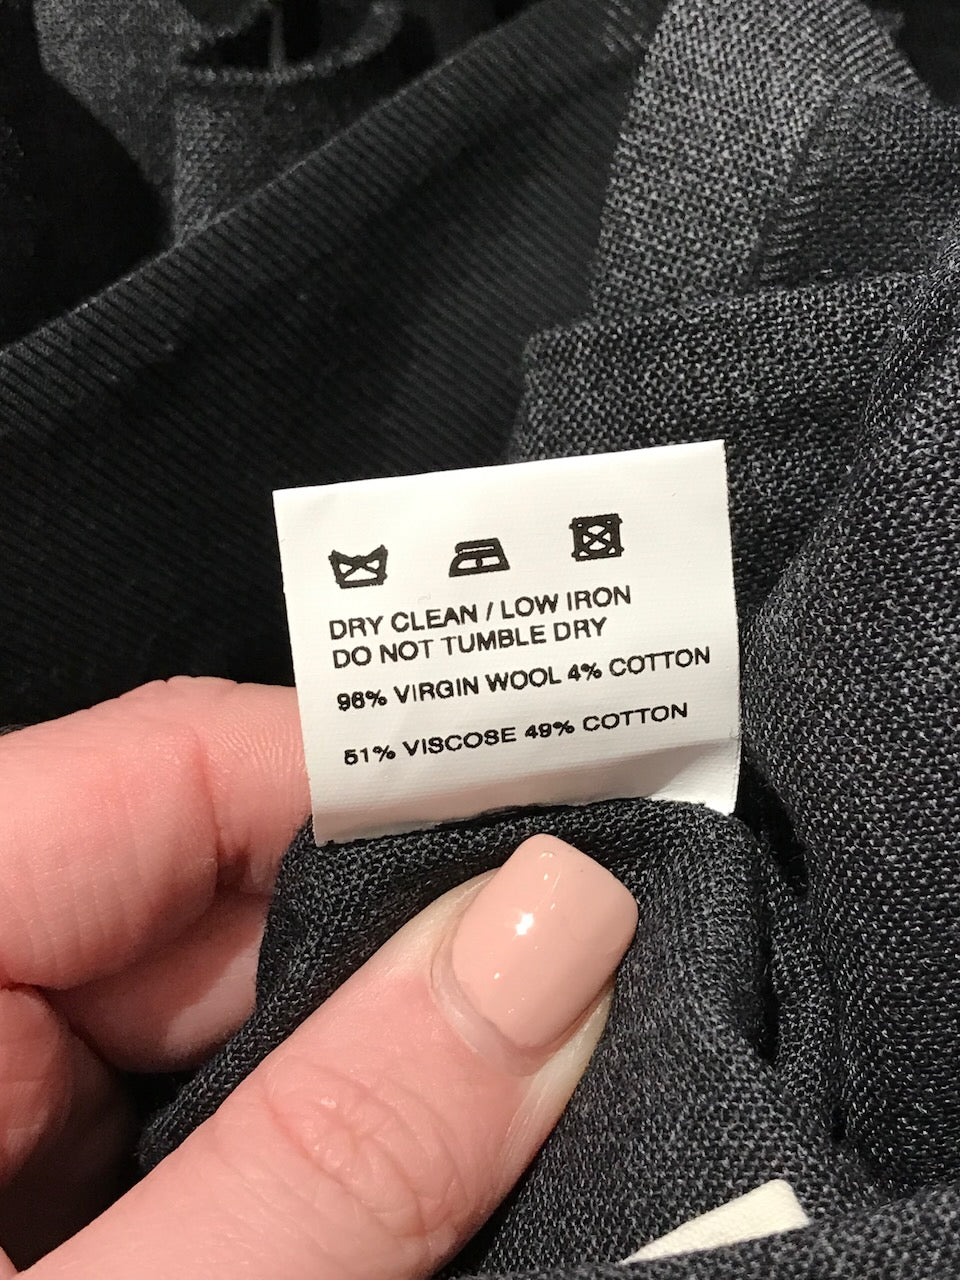 DRY CLEAN / LOW IRON
DO NOT TUMBLE DRY
96% VIRGIN WOOL 4% COTTON
51% VISCOSE 49% COTTON